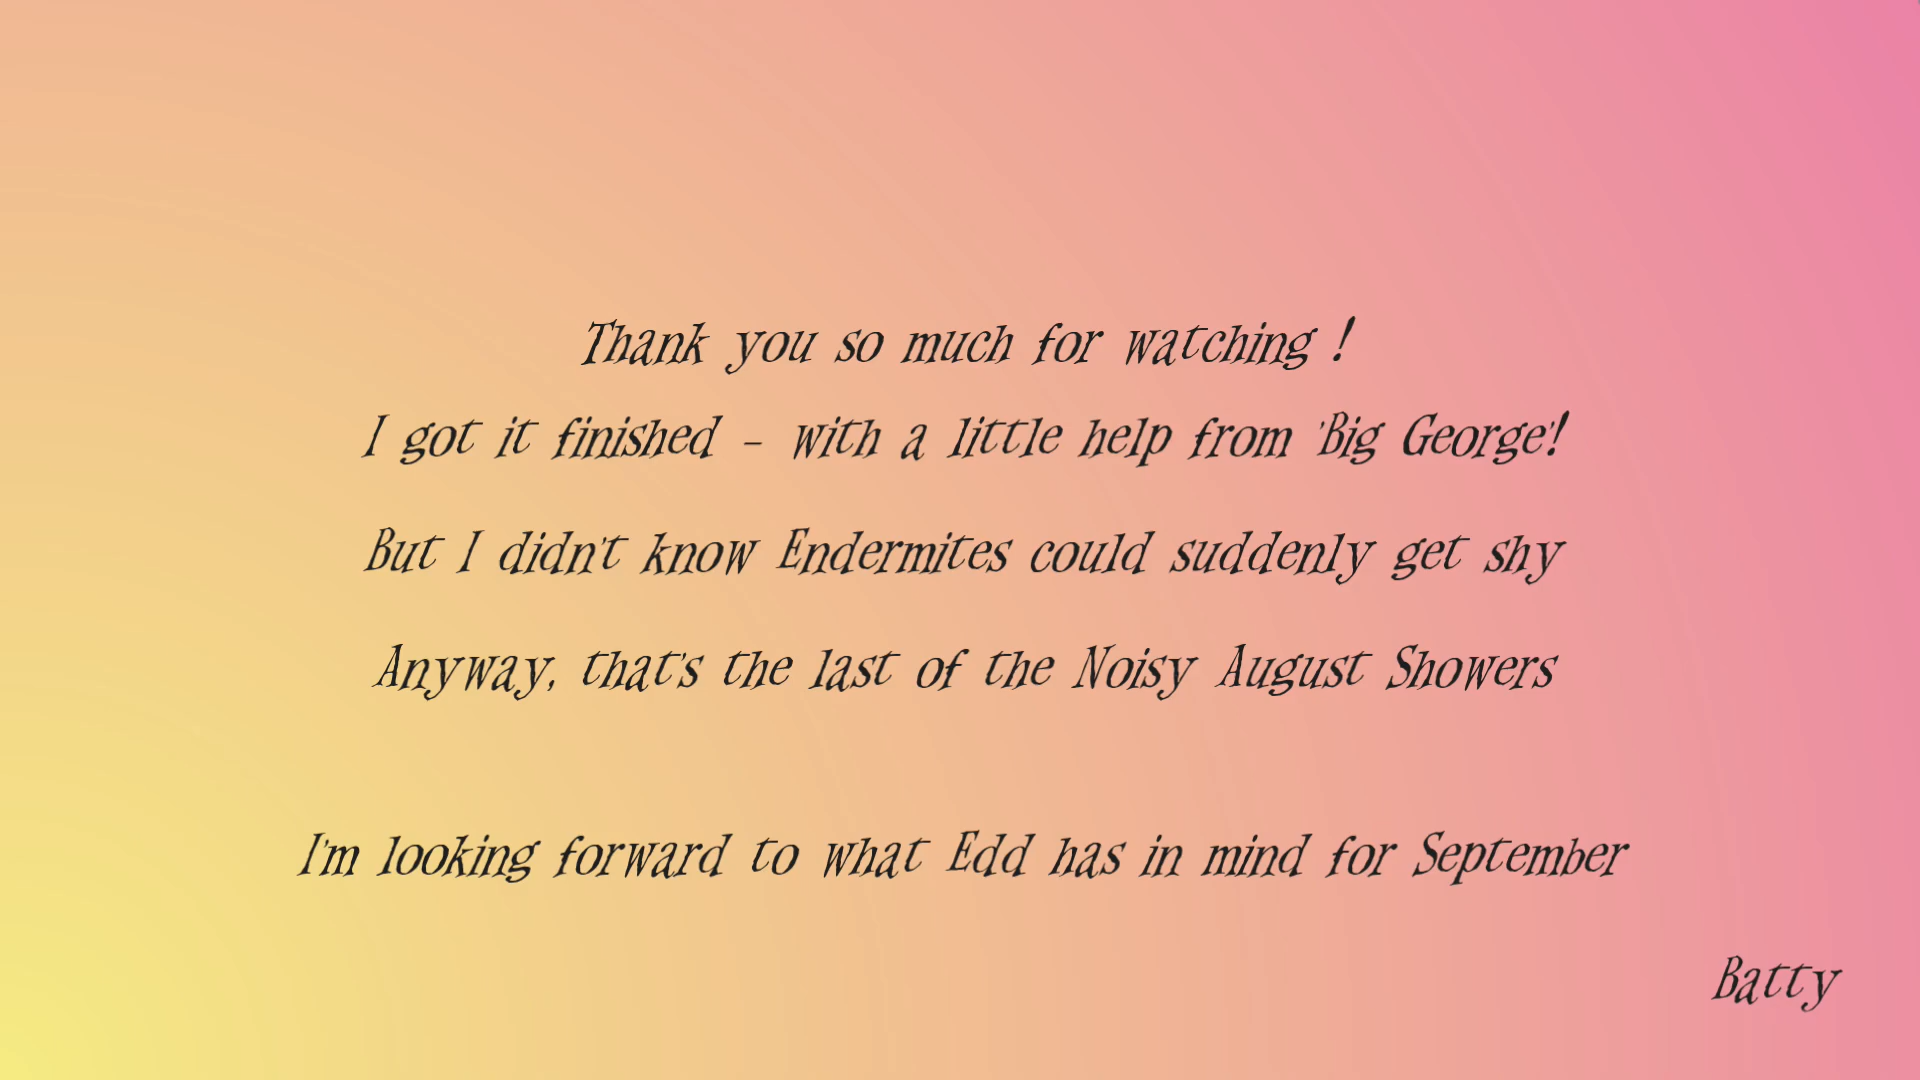 Thank you so much for watching !
I got it finished - with a little help from 'Big George'!
But I didn't know Endermites could suddenly get shy
Anyway, that's the last of the Noisy August Showers
I'm looking forward to what Edd has in mind for September
Batty